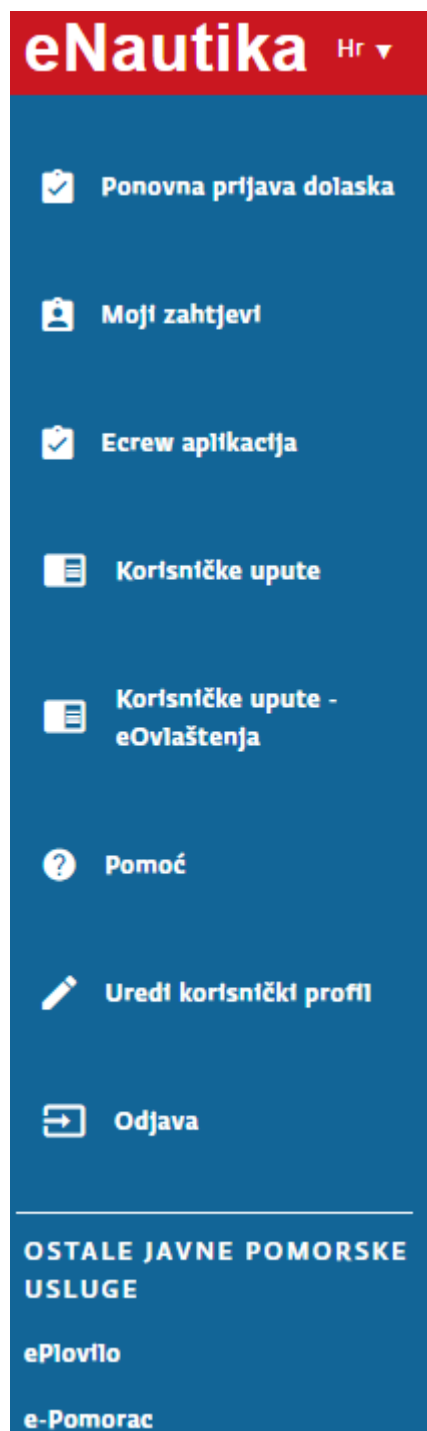 eNautika Hr
Ponovna prijava dolaska
Moji zahtjevi
Ecrew aplikacija
Korisničke upute
Korisničke upute -
eOvlaštenja
Pomoć
Uredi korisnički profil
Odjava
OSTALE JAVNE POMORSKE
USLUGE
ePlovilo
e-Pomorac